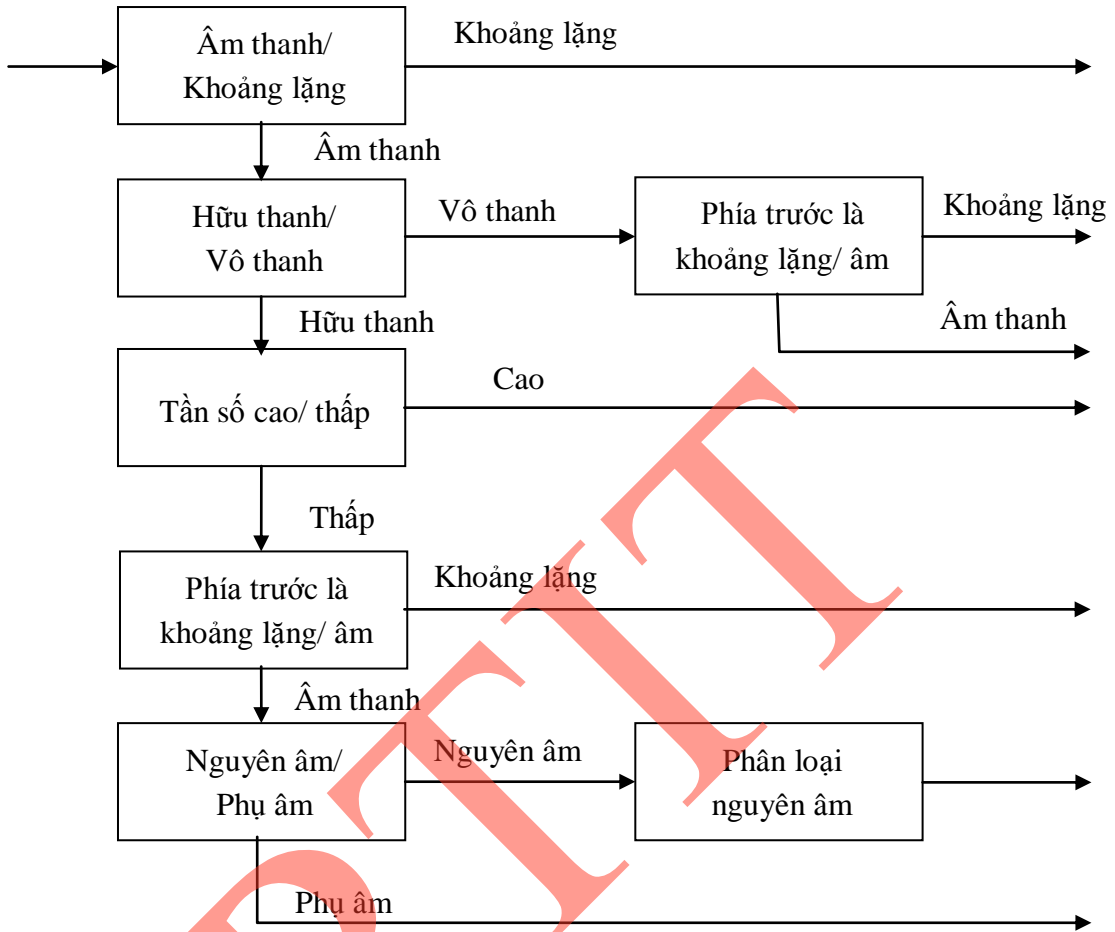 Âm thanh/
Khoảng lặng
Khoảng lặng
Âm thanh
Hữu thanh/
Vô thanh
Vô thanh
Phía trước là
khoảng lặng/ âm
Khoảng lặng
Âm thanh
Hữu thanh
Tần số cao/ thấp
Cao
Thấp
Phía trước là
khoảng lặng/ âm
Khoảng lặng
Âm thanh
Nguyên âm/
Phụ âm
Nguyên âm
Phân loại
nguyên âm
Phụ âm
PTIT